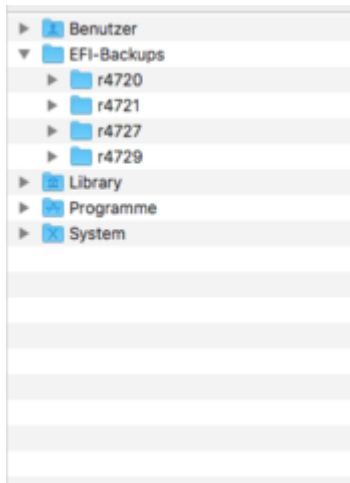 Benutzer
EFI-Backups
r4720
r4721
r4727
r4729
Library
Programme
System